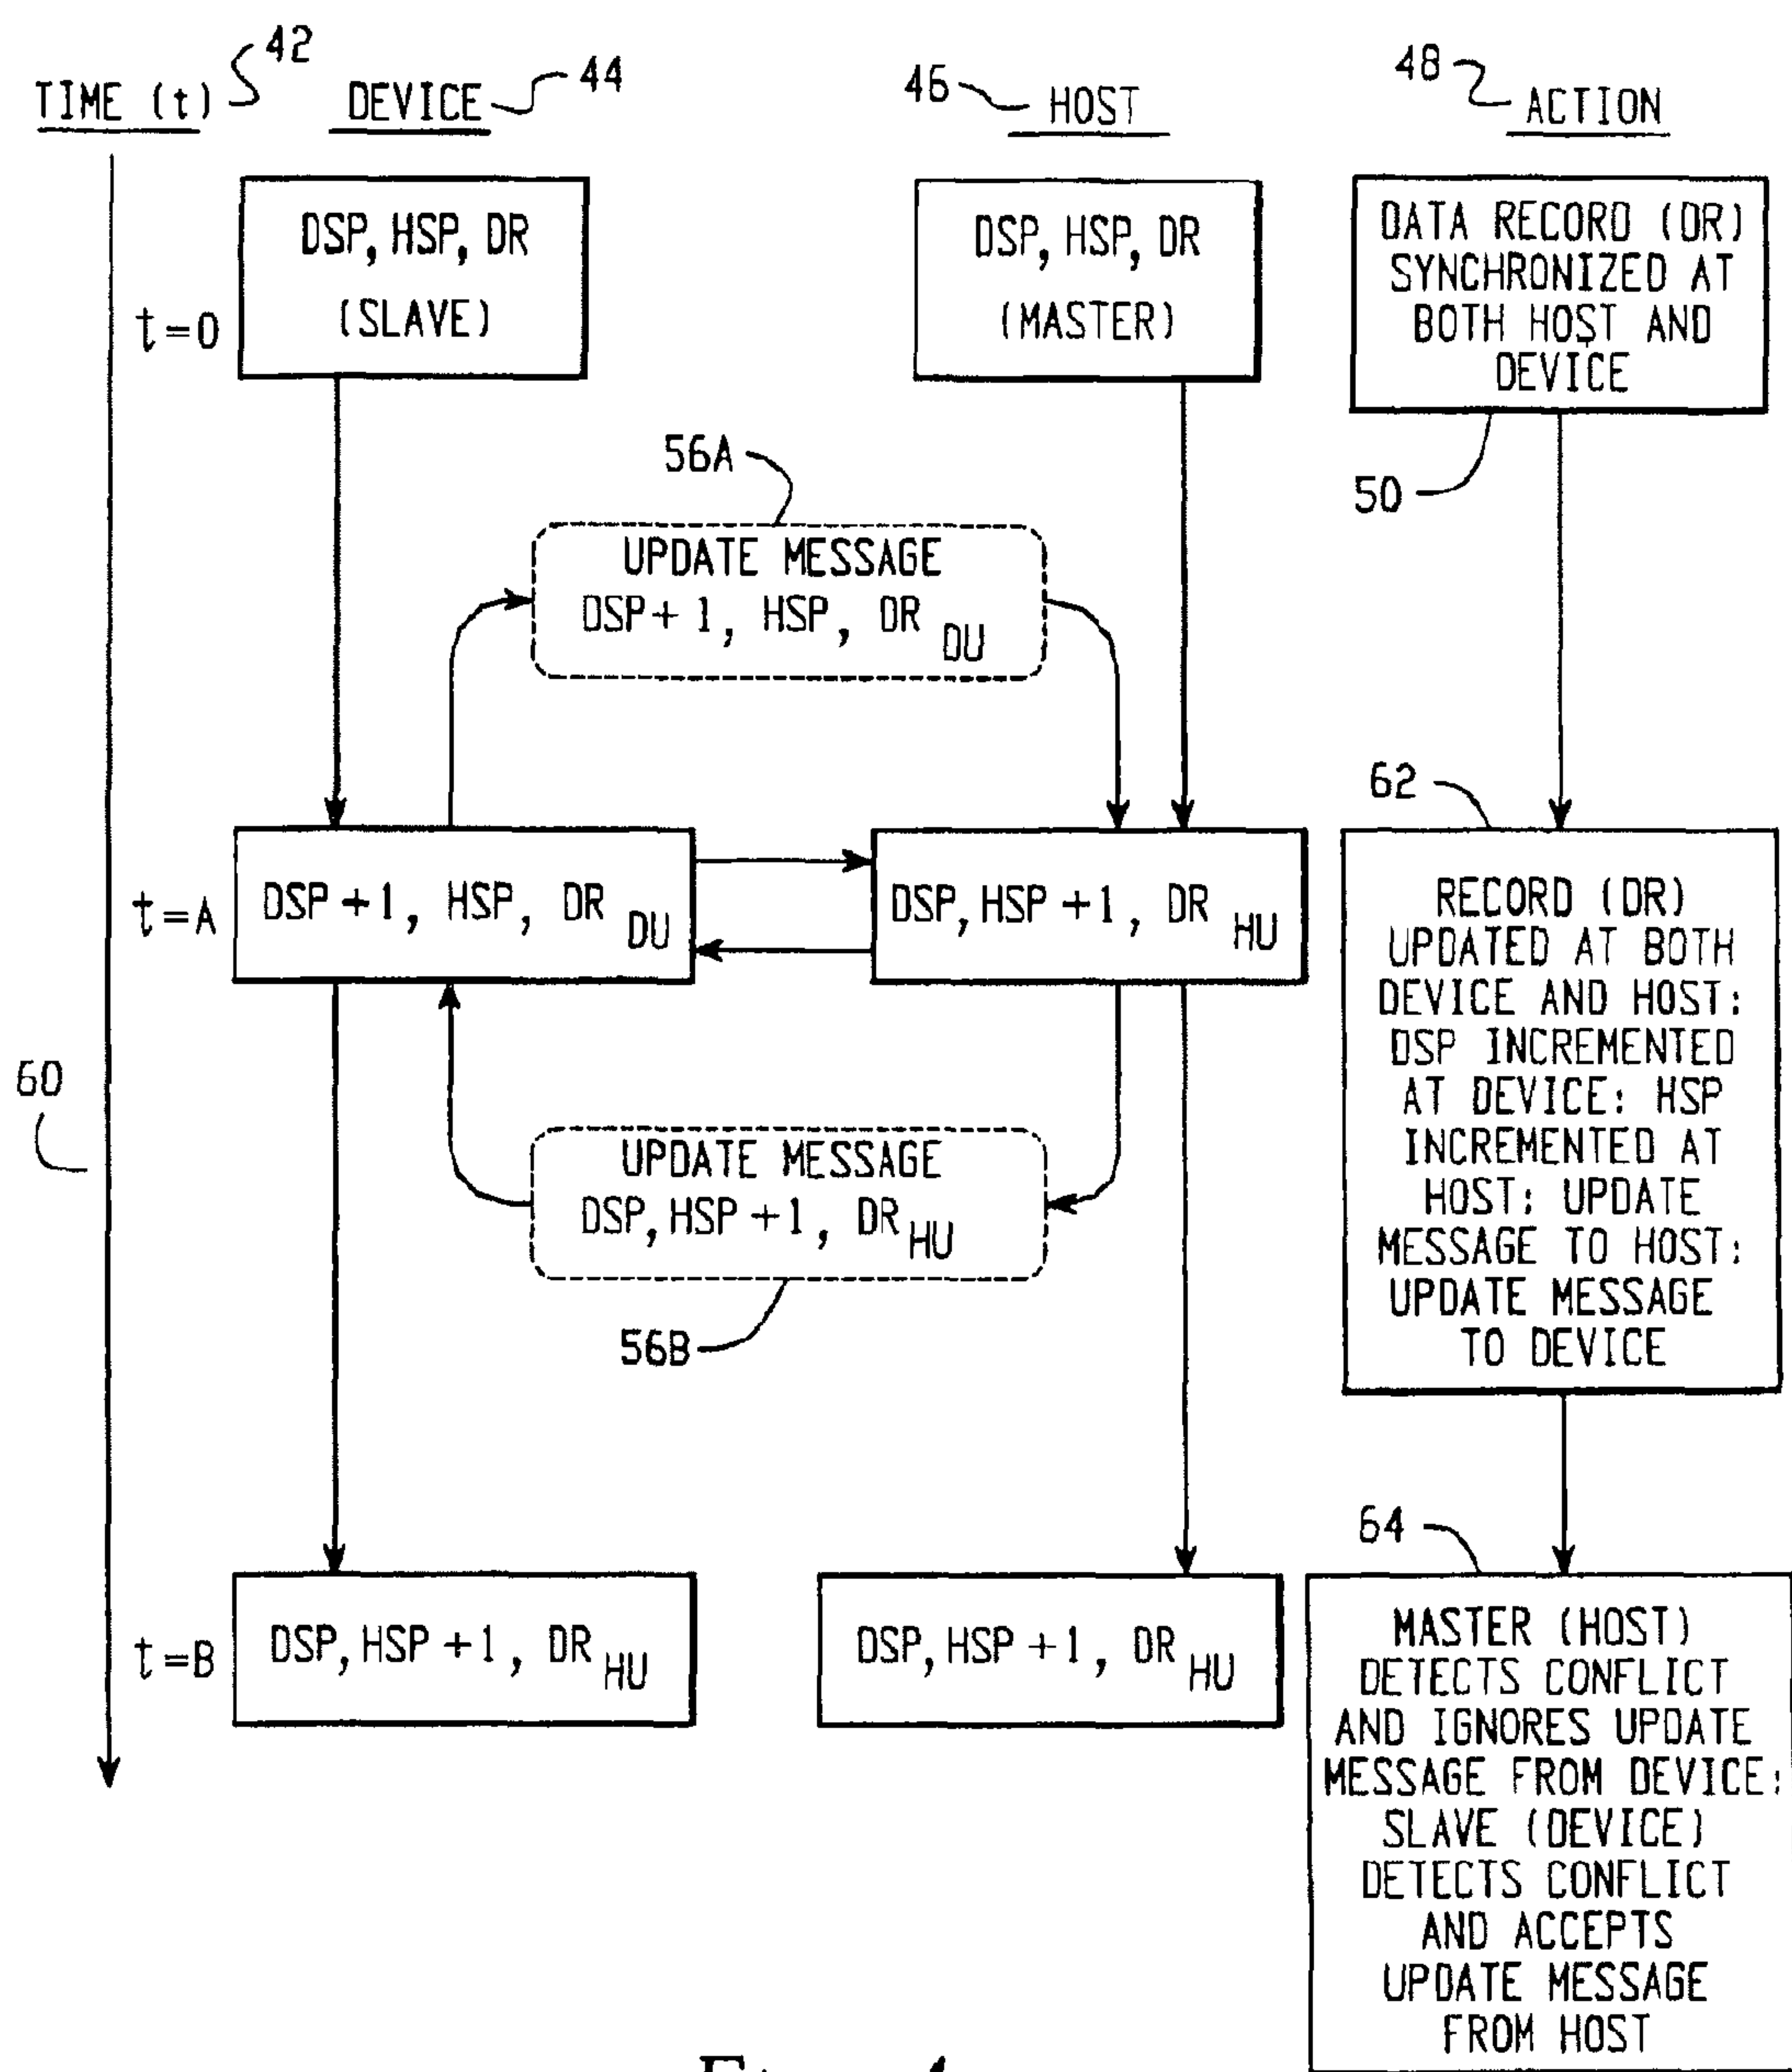 TIME (t) 42
DEVICE 44
46 HOST
48 ACTION
t=0
DSP, HSP, DR
(SLAVE)
DSP, HSP, DR
(MASTER)
DATA RECORD (DR)
SYNCHRONIZED AT
BOTH HOST AND
DEVICE
50
56A
UPDATE MESSAGE
DSP+1, HSP, DR DU
62
t=A
DSP+1, HSP, DR DU
DSP, HSP+1, DR HU
RECORD (DR)
UPDATED AT BOTH
DEVICE AND HOST:
DSP INCREMENTED
AT DEVICE: HSP
INCREMENTED AT
HOST: UPDATE
MESSAGE TO HOST:
UPDATE MESSAGE
TO DEVICE
60
UPDATE MESSAGE
DSP, HSP+1, DR HU
56B
64
t=B
DSP, HSP+1, DR HU
DSP, HSP+1, DR HU
MASTER (HOST)
DETECTS CONFLICT
AND IGNORES UPDATE
MESSAGE FROM DEVICE:
SLAVE (DEVICE)
DETECTS CONFLICT
AND ACCEPTS
UPDATE MESSAGE
FROM HOST